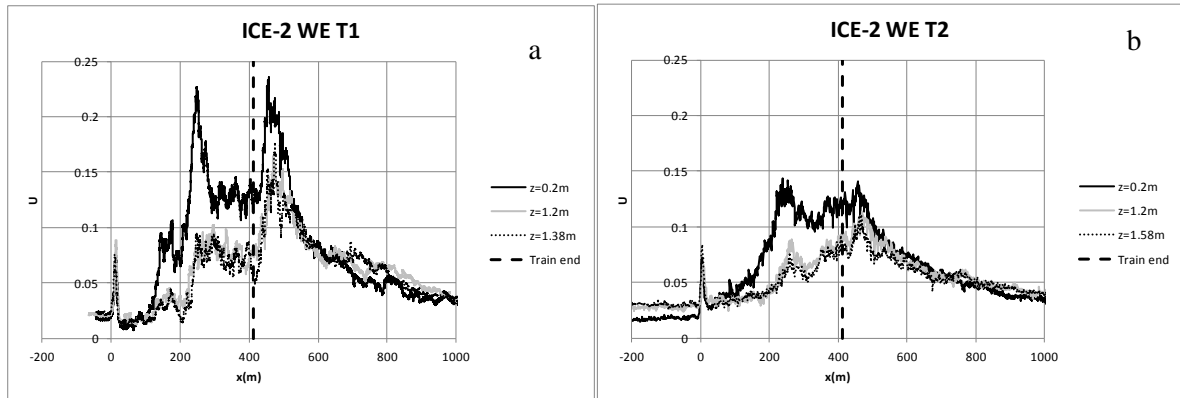 ICE-2 WE T1
a
0.25
0.2
0.15
0.1
0.05
0
U
-200
0
200
400
600
800
1000
x(m)
z=0.2m
z=1.2m
z=1.38m
Train end
ICE-2 WE T2
b
0.25
0.2
0.15
0.1
0.05
0
U
-200
0
200
400
600
800
1000
x(m)
z=0.2m
z=1.2m
z=1.58m
Train end